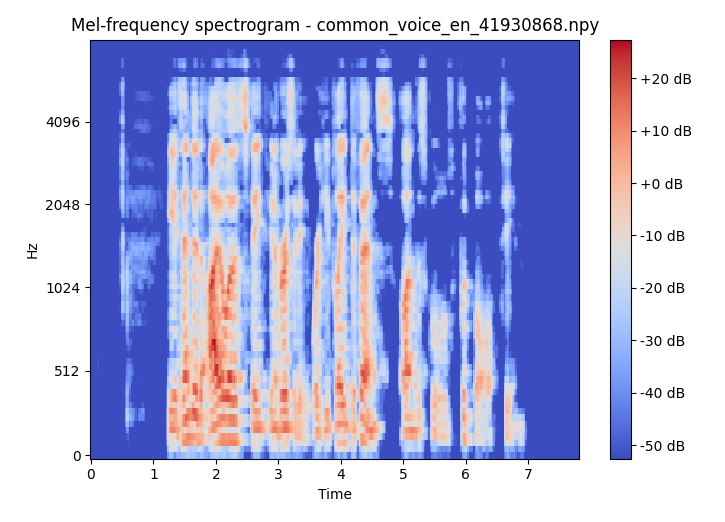 Mel-frequency spectrogram - common_voice_en_41930868.npy
+20 dB
+10 dB
+0 dB
-10 dB
-20 dB
-30 dB
-40 dB
-50 dB
4096
2048
1024
512
0
Hz
0 1 2 3 4 5 6 7
Time